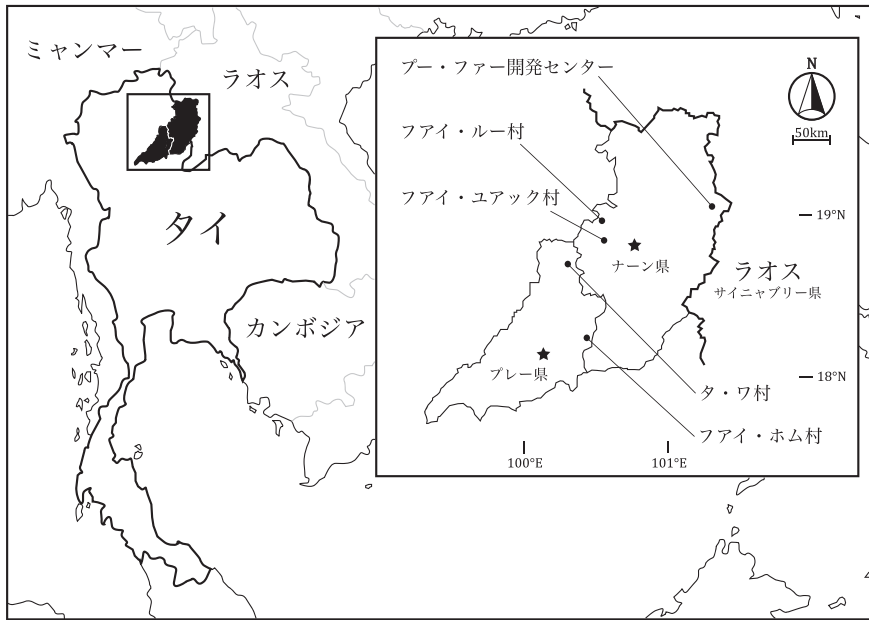 ミャンマー
ラオス
タイ
カンボジア
プー・ファー開発センター
フアイ・ルー村
フアイ・ユアック村
N
50km
19°N
ナーン県
ラオス
サイニャブリー県
プレー県
18°N
タ・ワ村
フアイ・ホム村
100°E
101°E